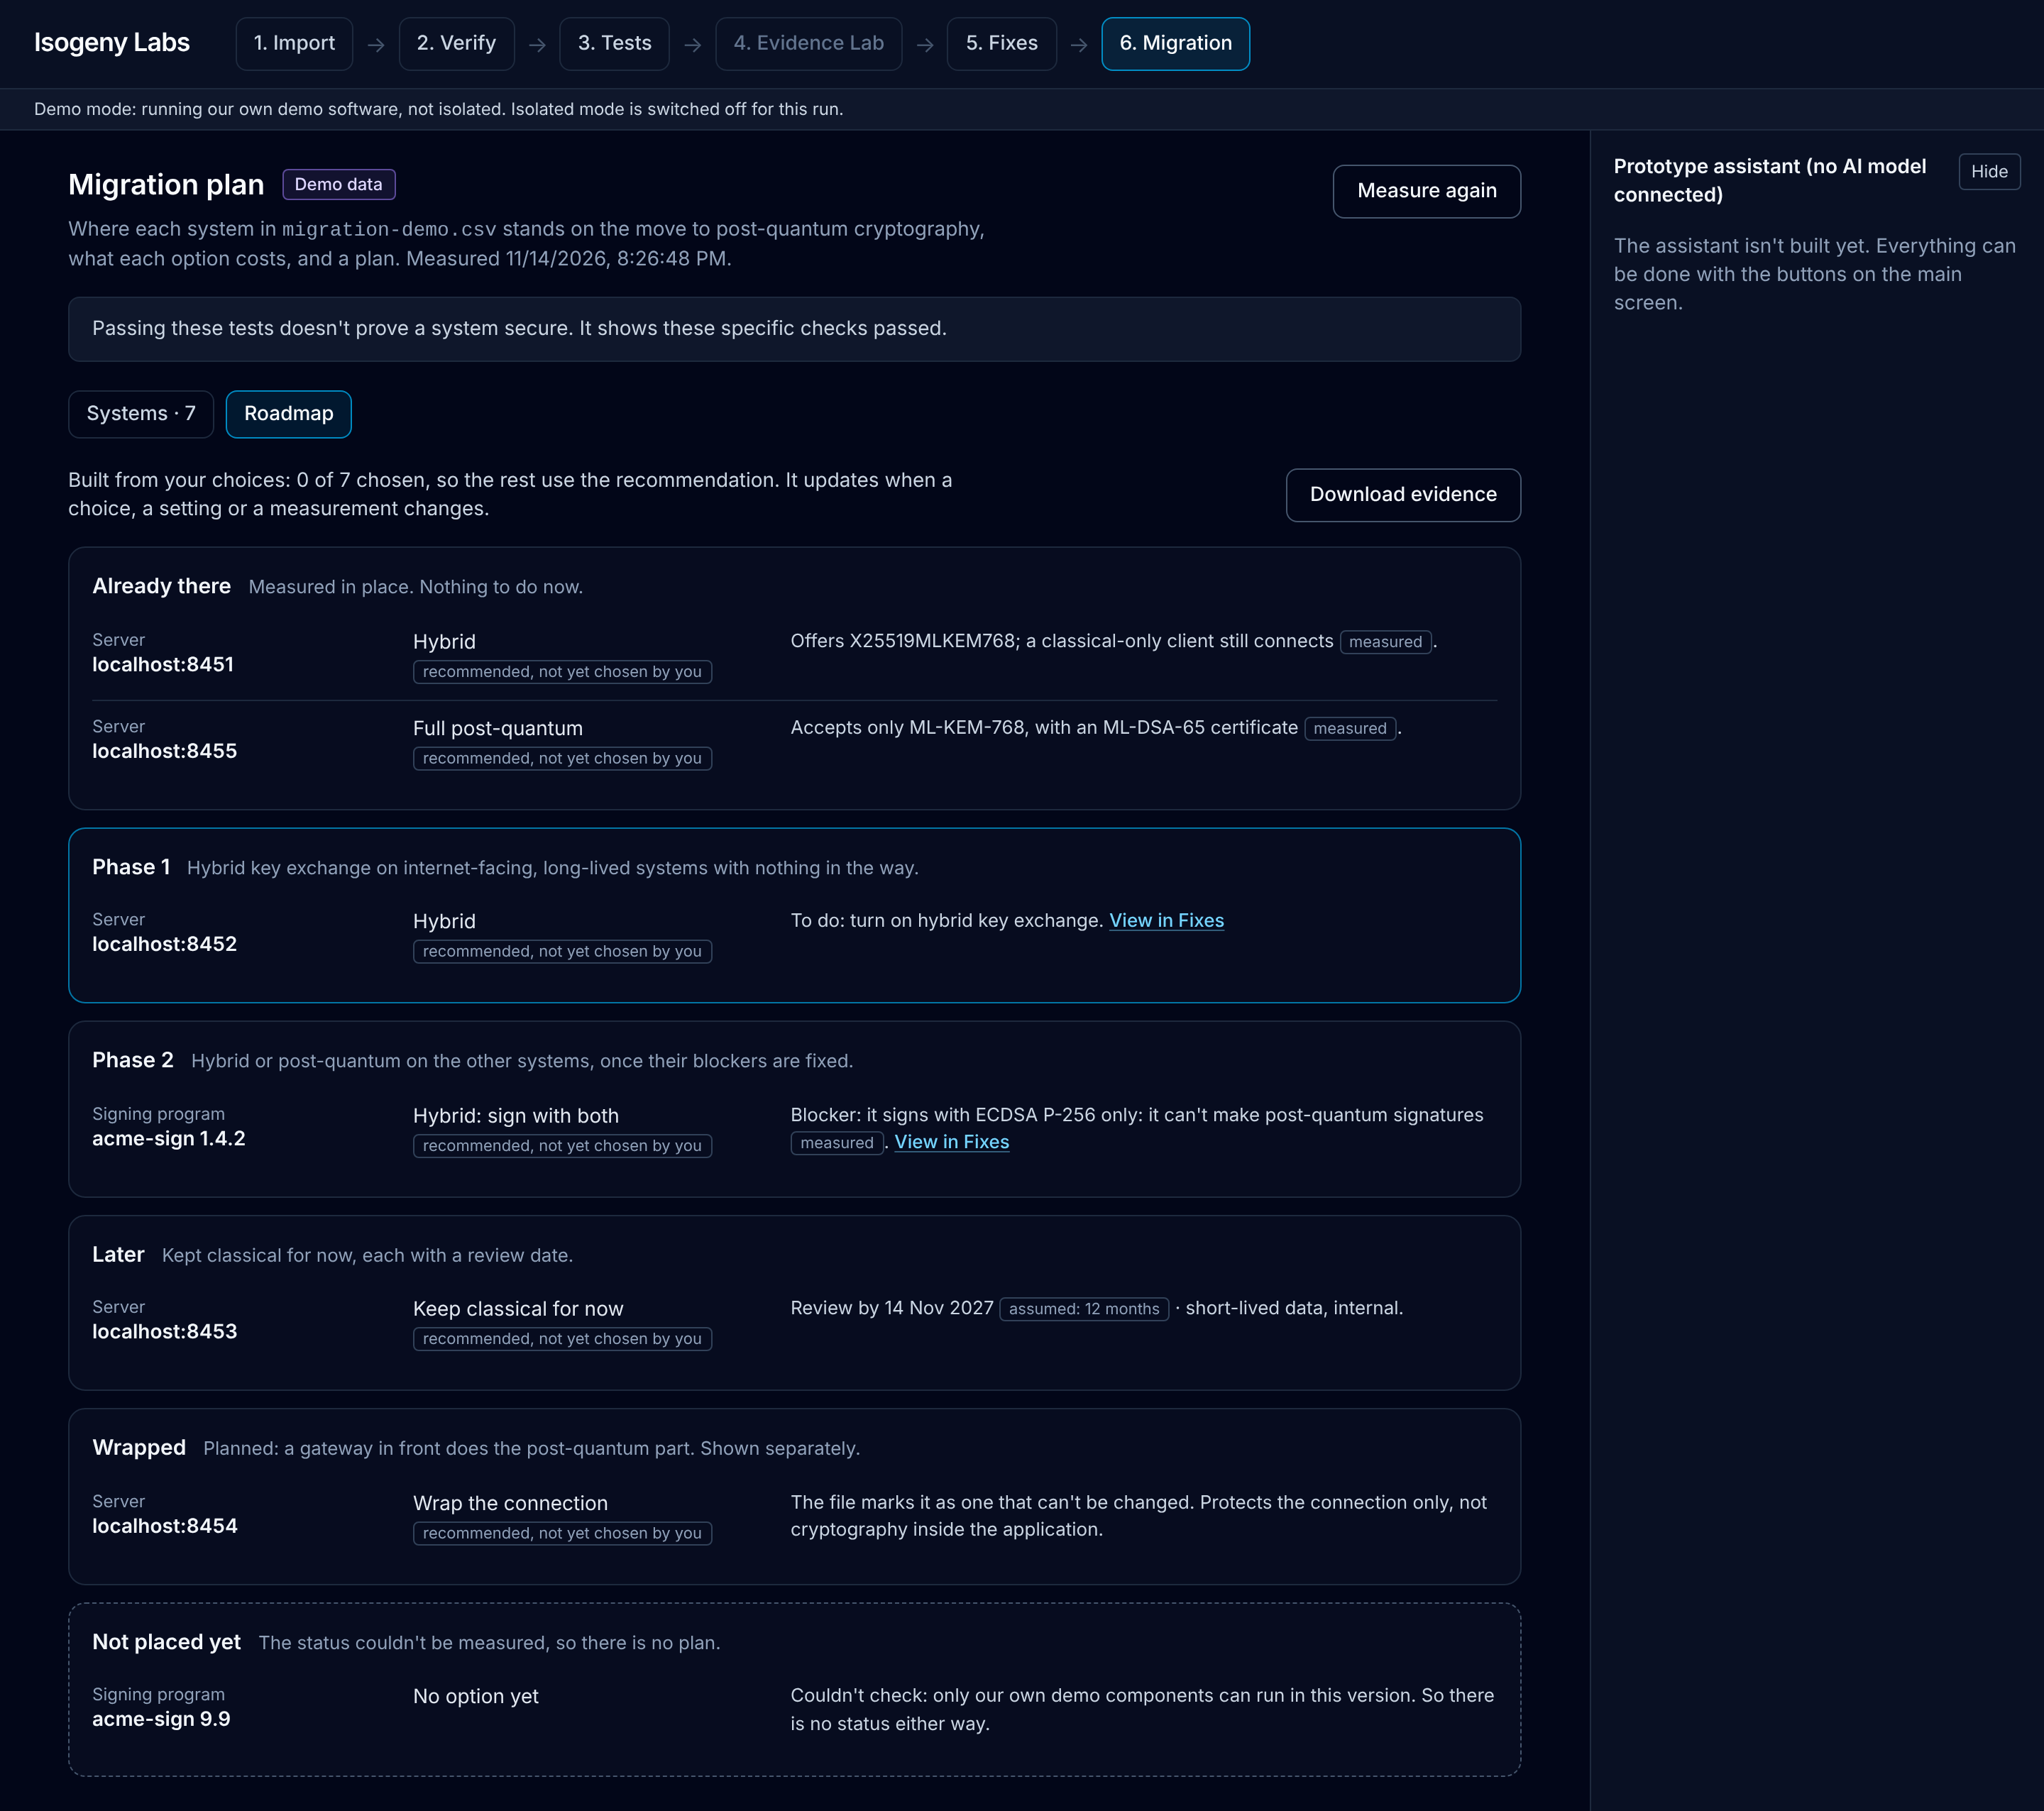 Isogeny Labs
1. Import
→
2. Verify
→
3. Tests
→
4. Evidence Lab
→
5. Fixes
→
6. Migration
Demo mode: running our own demo software, not isolated. Isolated mode is switched off for this run.
Migration plan
Demo data
Measure again
Where each system in migration-demo.csv stands on the move to post-quantum cryptography,
what each option costs, and a plan. Measured 11/14/2026, 8:26:48 PM.
Passing these tests doesn't prove a system secure. It shows these specific checks passed.
Systems · 7
Roadmap
Built from your choices: 0 of 7 chosen, so the rest use the recommendation. It updates when a
choice, a setting or a measurement changes.
Download evidence
Already there Measured in place. Nothing to do now.
Server
localhost:8451
Hybrid
recommended, not yet chosen by you
Offers X25519MLKEM768; a classical-only client still connects measured.
Server
localhost:8455
Full post-quantum
recommended, not yet chosen by you
Accepts only ML-KEM-768, with an ML-DSA-65 certificate measured.
Phase 1 Hybrid key exchange on internet-facing, long-lived systems with nothing in the way.
Server
localhost:8452
Hybrid
recommended, not yet chosen by you
To do: turn on hybrid key exchange. View in Fixes
Phase 2 Hybrid or post-quantum on the other systems, once their blockers are fixed.
Signing program
acme-sign 1.4.2
Hybrid: sign with both
recommended, not yet chosen by you
Blocker: it signs with ECDSA P-256 only: it can't make post-quantum signatures
measured. View in Fixes
Later Kept classical for now, each with a review date.
Server
localhost:8453
Keep classical for now
recommended, not yet chosen by you
Review by 14 Nov 2027 assumed: 12 months · short-lived data, internal.
Wrapped Planned: a gateway in front does the post-quantum part. Shown separately.
Server
localhost:8454
Wrap the connection
recommended, not yet chosen by you
The file marks it as one that can't be changed. Protects the connection only, not
cryptography inside the application.
Not placed yet The status couldn't be measured, so there is no plan.
Signing program
acme-sign 9.9
No option yet
Couldn't check: only our own demo components can run in this version. So there
is no status either way.
Prototype assistant (no AI model
connected)
Hide
The assistant isn't built yet. Everything can
be done with the buttons on the main
screen.